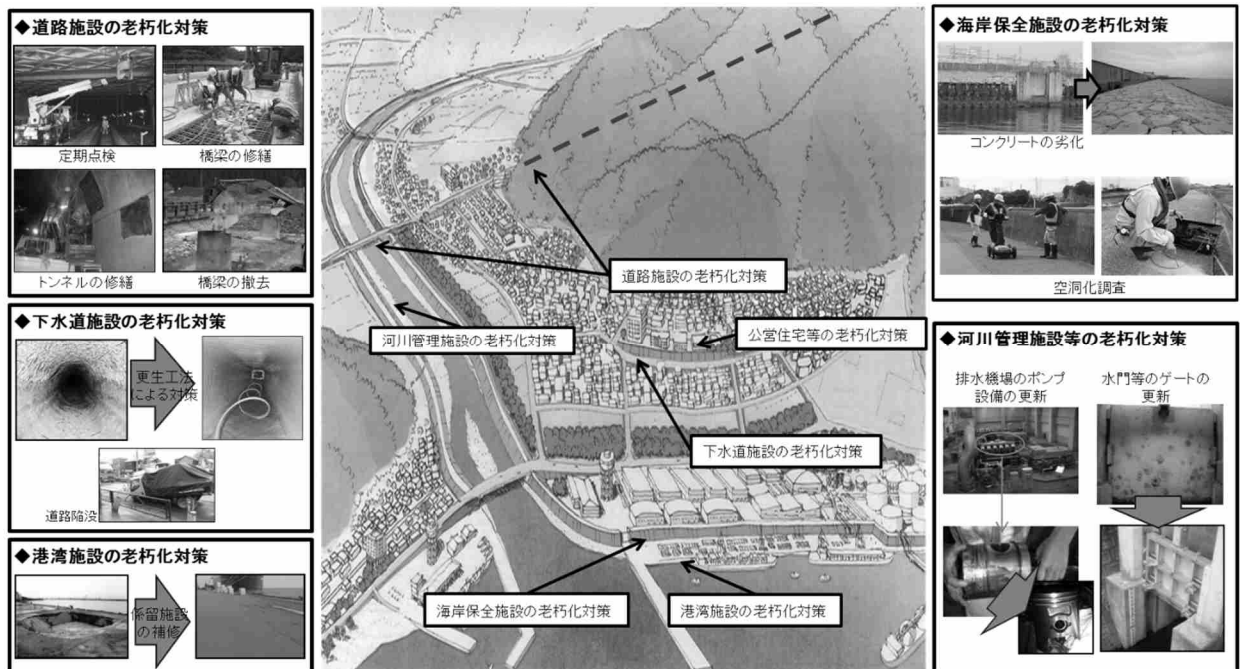 ◆道路施設の老朽化対策
定期点検
橋梁の修繕
トンネルの修繕
橋梁の撤去
◆下水道施設の老朽化対策
更生工法
による対策
道路陥没
◆港湾施設の老朽化対策
係留施設
の補修
道路施設の老朽化対策
河川管理施設の老朽化対策
公営住宅等の老朽化対策
下水道施設の老朽化対策
海岸保全施設の老朽化対策
港湾施設の老朽化対策
◆海岸保全施設の老朽化対策
コンクリートの劣化
空洞化調査
◆河川管理施設等の老朽化対策
排水機場のポンプ
設備の更新
水門等のゲートの
更新